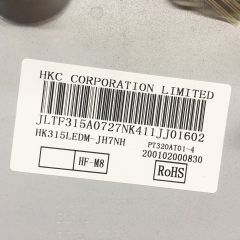 HKC CORPORATION LIMITED
JLTF315A0727NK411JJ01602
HK315LEDM-JH7NH
PT320AT01-4
200102000830
HF-M8
RoHS